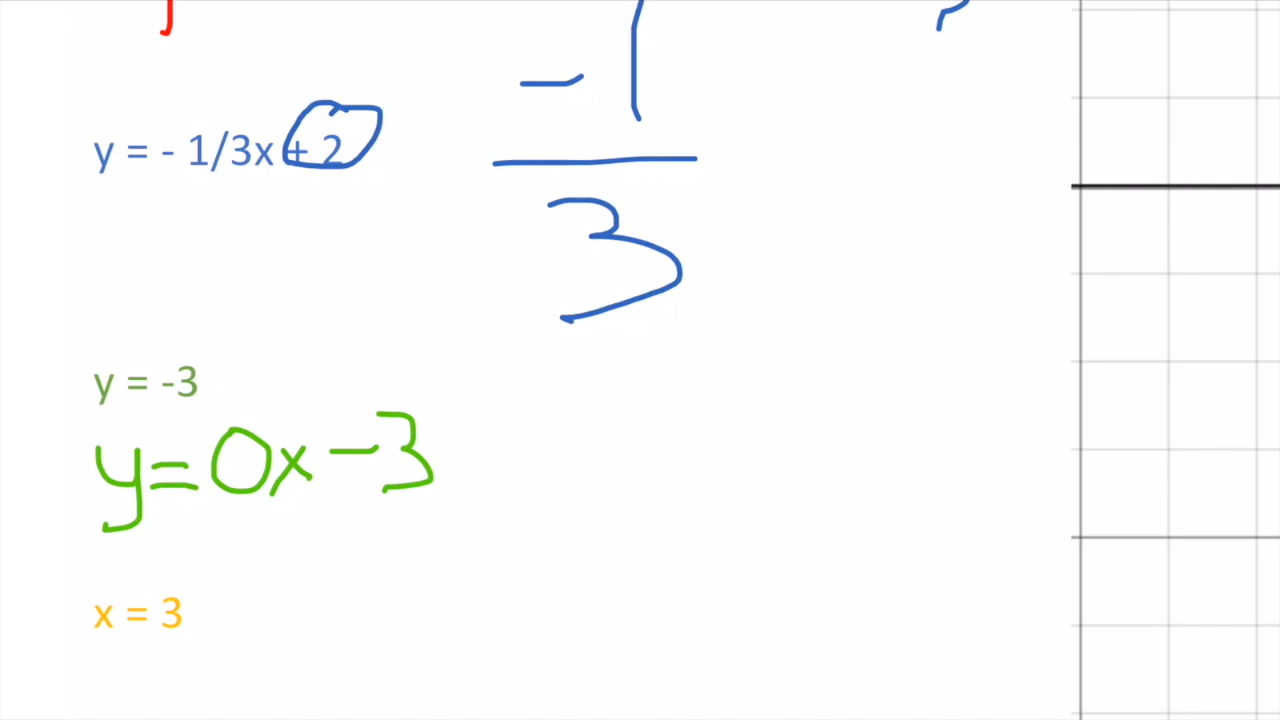 y = - 1/3x + 2
-1
3
y = -3
y = 0x - 3
x = 3